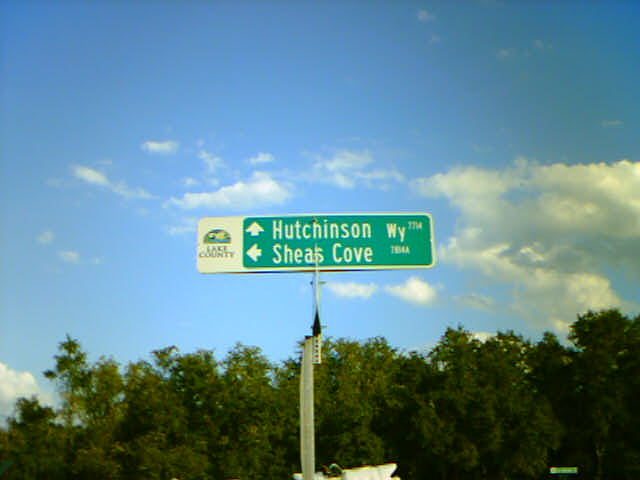 LAKE
COUNTY
Hutchinson Wy 7714
Sheas Cove 7814A